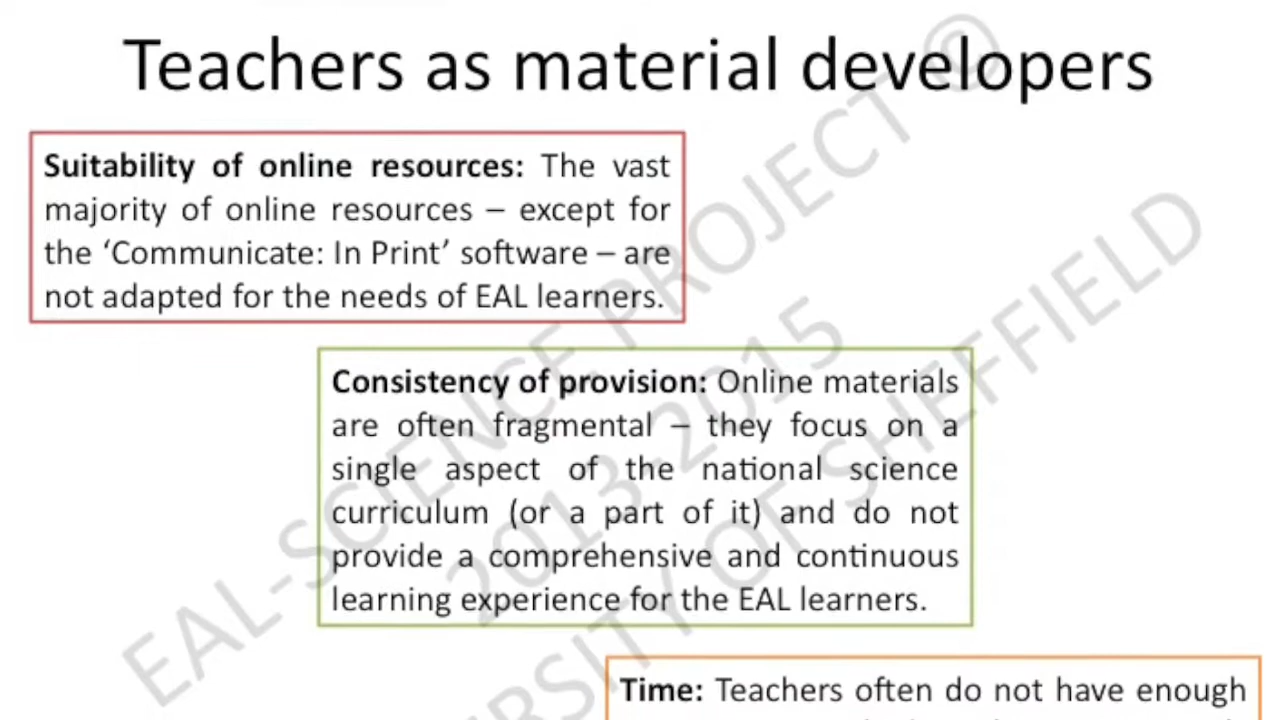 Teachers as material developers
Suitability of online resources: The vast
majority of online resources – except for
the ‘Communicate: In Print’ software – are
not adapted for the needs of EAL learners.
Consistency of provision: Online materials
are often fragmental – they focus on a
single aspect of the national science
curriculum (or a part of it) and do not
provide a comprehensive and continuous
learning experience for the EAL learners.
Time: Teachers often do not have enough
EAL-SCIENCE PROJECT ©
2013-2015
OF SHEFFIELD